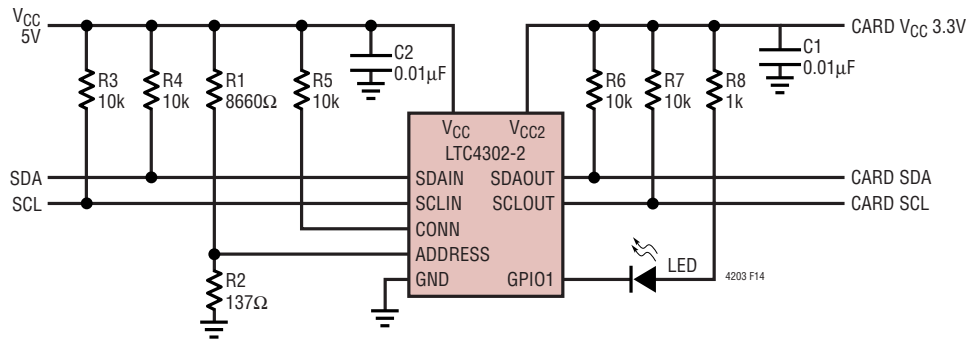 VCC
5V
CARD VCC 3.3V
R3
10k
R4
10k
R1
8660Ω
R5
10k
C2
0.01μF
R6
10k
R7
10k
R8
1k
C1
0.01μF
VCC VCC2
LTC4302-2
SDA
SDAIN SDAOUT
CARD SDA
SCL
SCLIN SCLOUT
CARD SCL
CONN
ADDRESS
GND GPIO1
LED
4203 F14
R2
137Ω